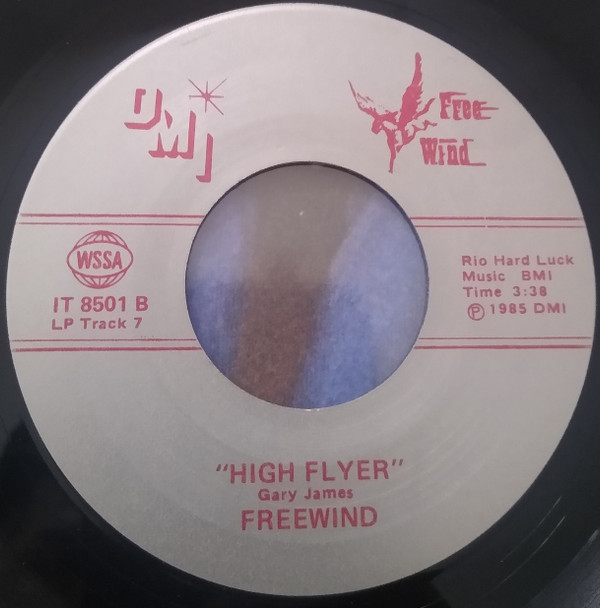 DMI
Free
Wind
WSSA
IT 8501 B
LP Track 7
Rio Hard Luck
Music BMI
Time 3:38
Ⓟ 1985 DMI
"HIGH FLYER"
Gary James
FREEWIND